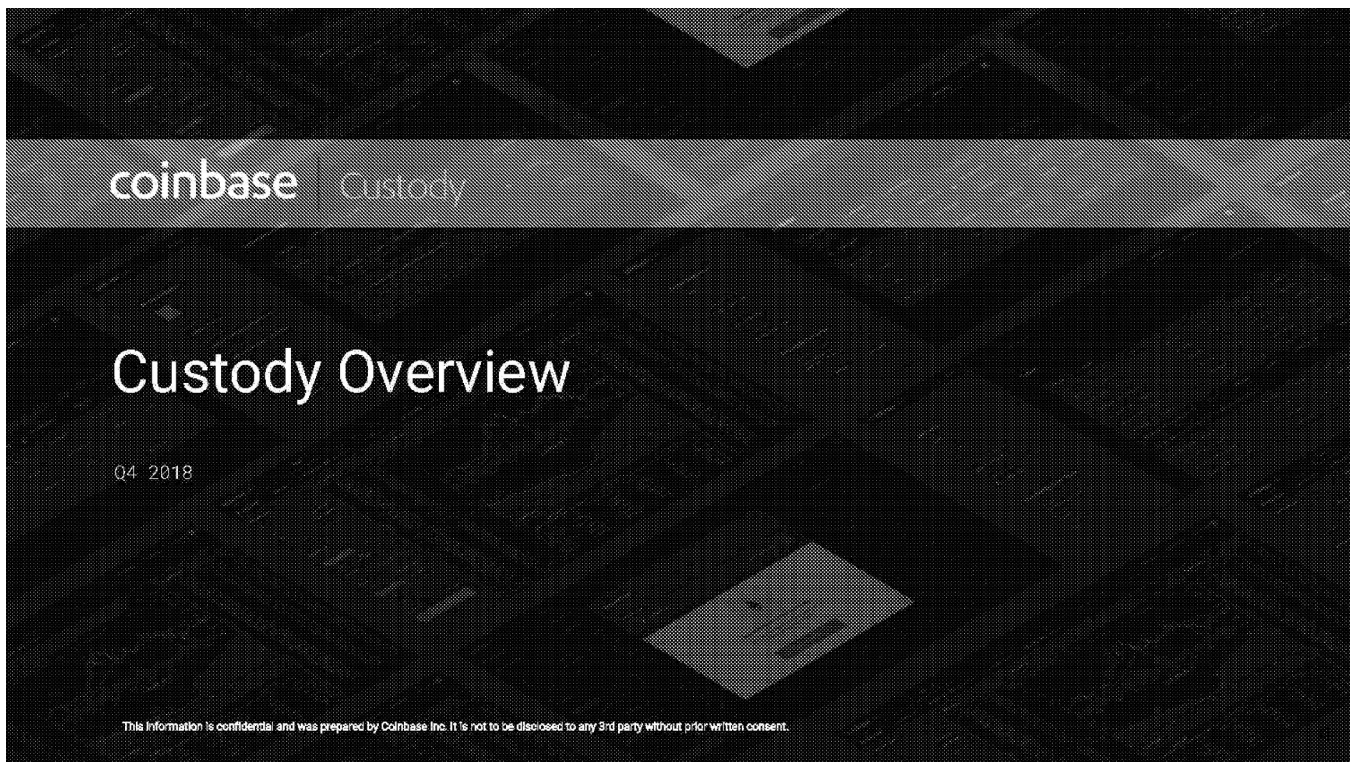 coinbase | Custody
Custody Overview
Q4 2018
This information is confidential and was prepared by Coinbase Inc. It is not to be disclosed to any 3rd party without prior written consent.